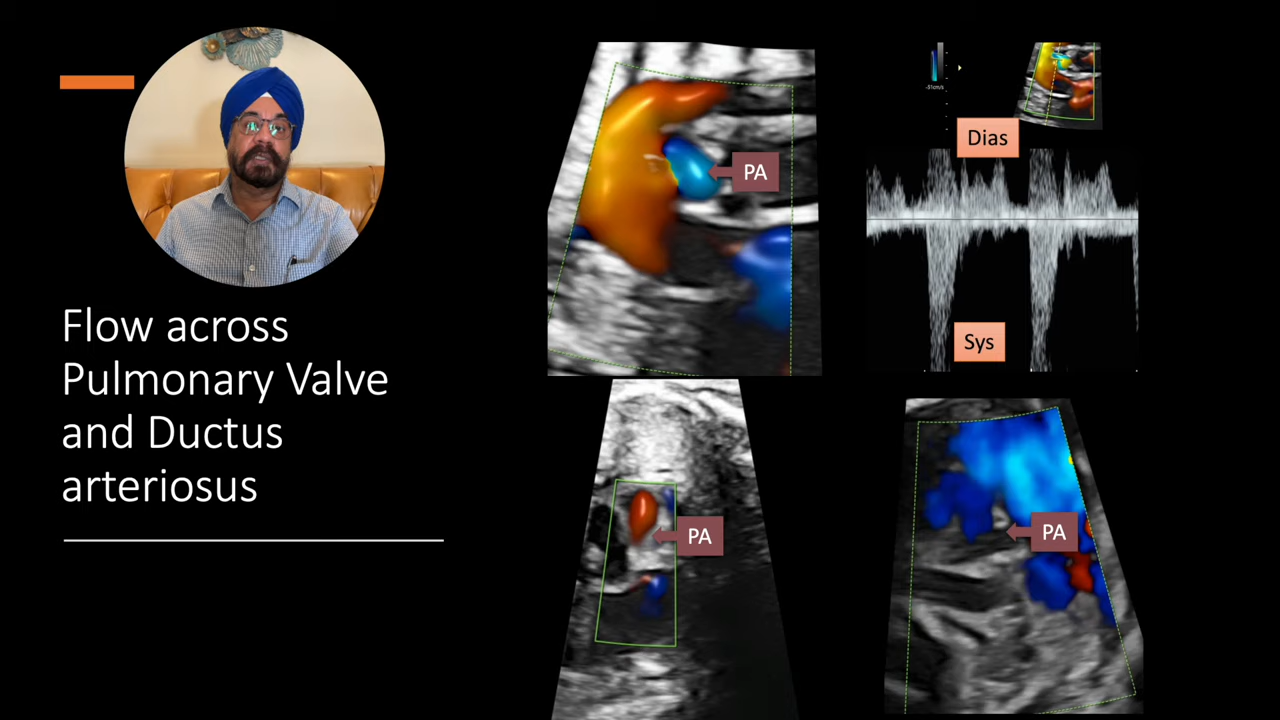 Flow across
Pulmonary Valve
and Ductus
arteriosus
PA
Dias
Sys
PA
PA